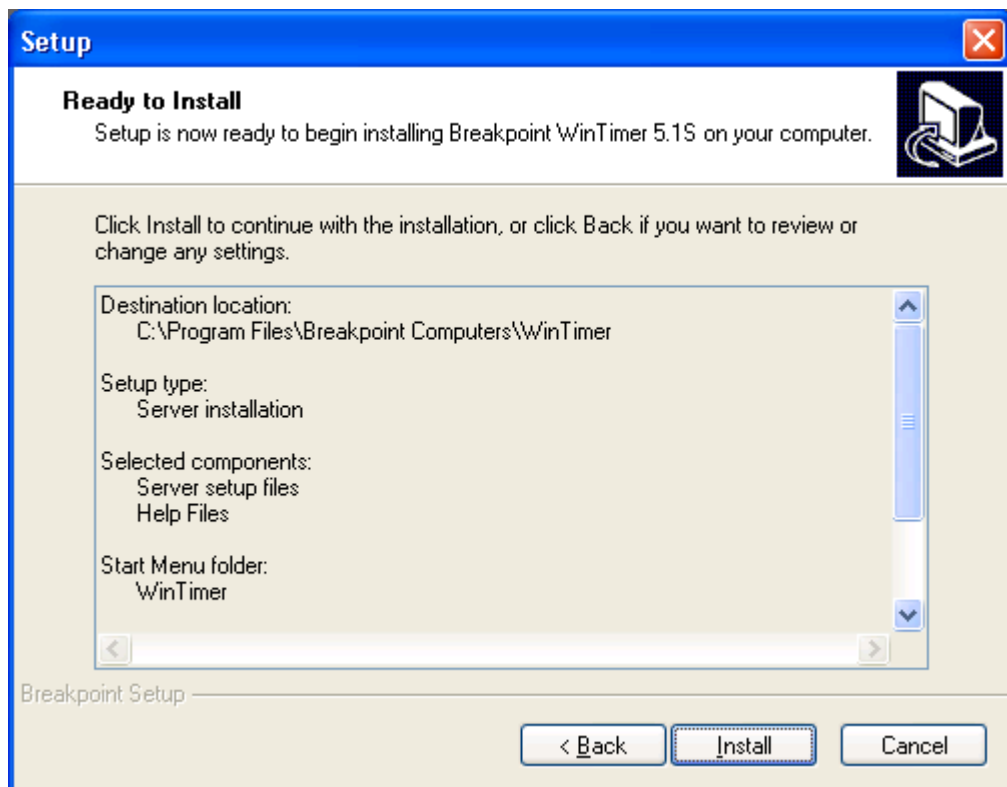 Setup
Ready to Install
Setup is now ready to begin installing Breakpoint WinTimer 5.1S on your computer.
Click Install to continue with the installation, or click Back if you want to review or
change any settings.
Destination location:
C:\Program Files\Breakpoint Computers\WinTimer
Setup type:
Server installation
Selected components:
Server setup files
Help Files
Start Menu folder:
WinTimer
Breakpoint Setup
< Back Install Cancel